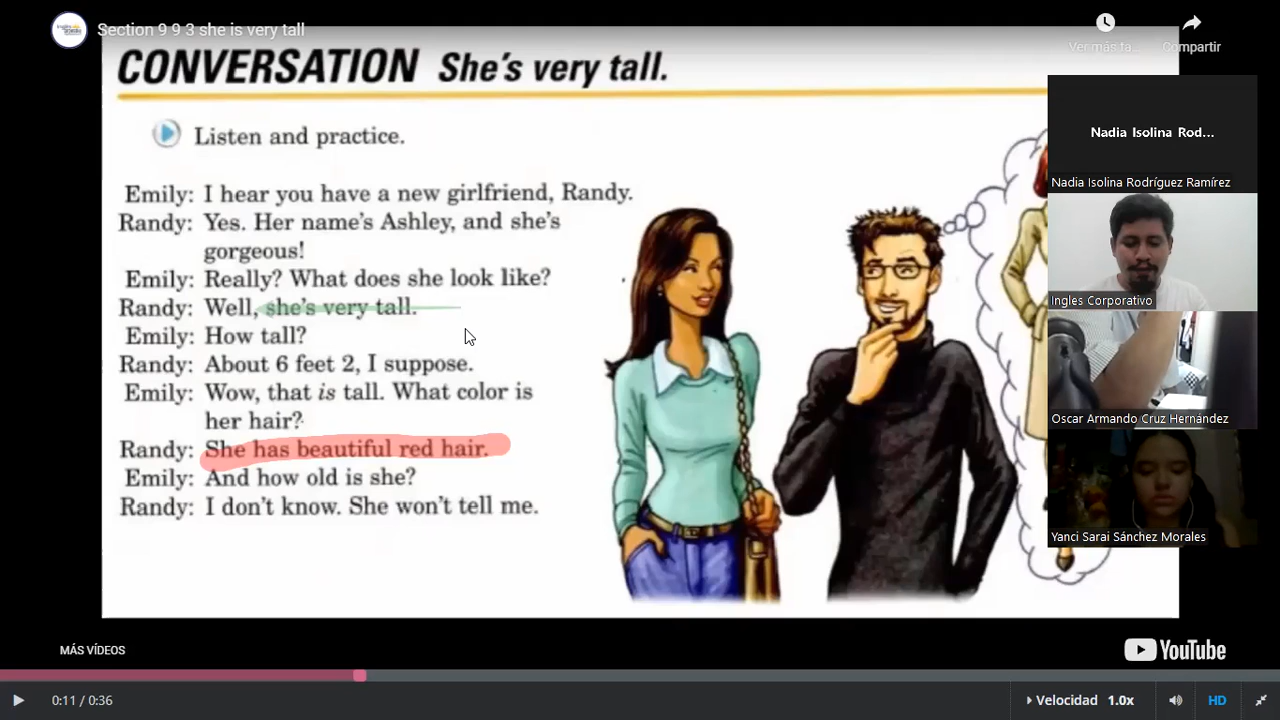 Section 9 9 3 she is very tall
Ver más ta...
Compartir
CONVERSATION She's very tall.
Listen and practice.
Emily: I hear you have a new girlfriend, Randy.
Randy: Yes. Her name's Ashley, and she's
gorgeous!
Emily: Really? What does she look like?
Randy: Well, she's very tall.
Emily: How tall?
Randy: About 6 feet 2, I suppose.
Emily: Wow, that is tall. What color is
her hair?
Randy: She has beautiful red hair.
Emily: And how old is she?
Randy: I don't know. She won't tell me.
Nadia Isolina Rod...
Nadia Isolina Rodríguez Ramírez
Ingles Corporativo
Oscar Armando Cruz Hernández
Yanci Sarai Sánchez Morales
MÁS VÍDEOS
YouTube
0:11 / 0:36
Velocidad 1.0x
HD